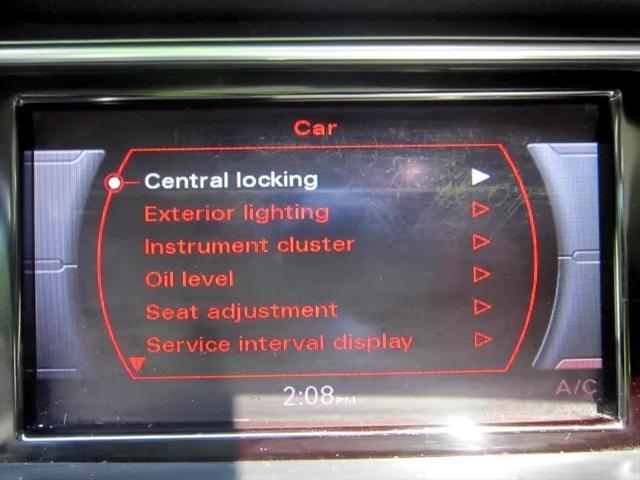 Car
Central locking
Exterior lighting
Instrument cluster
Oil level
Seat adjustment
Service interval display
2:08PM
A/C